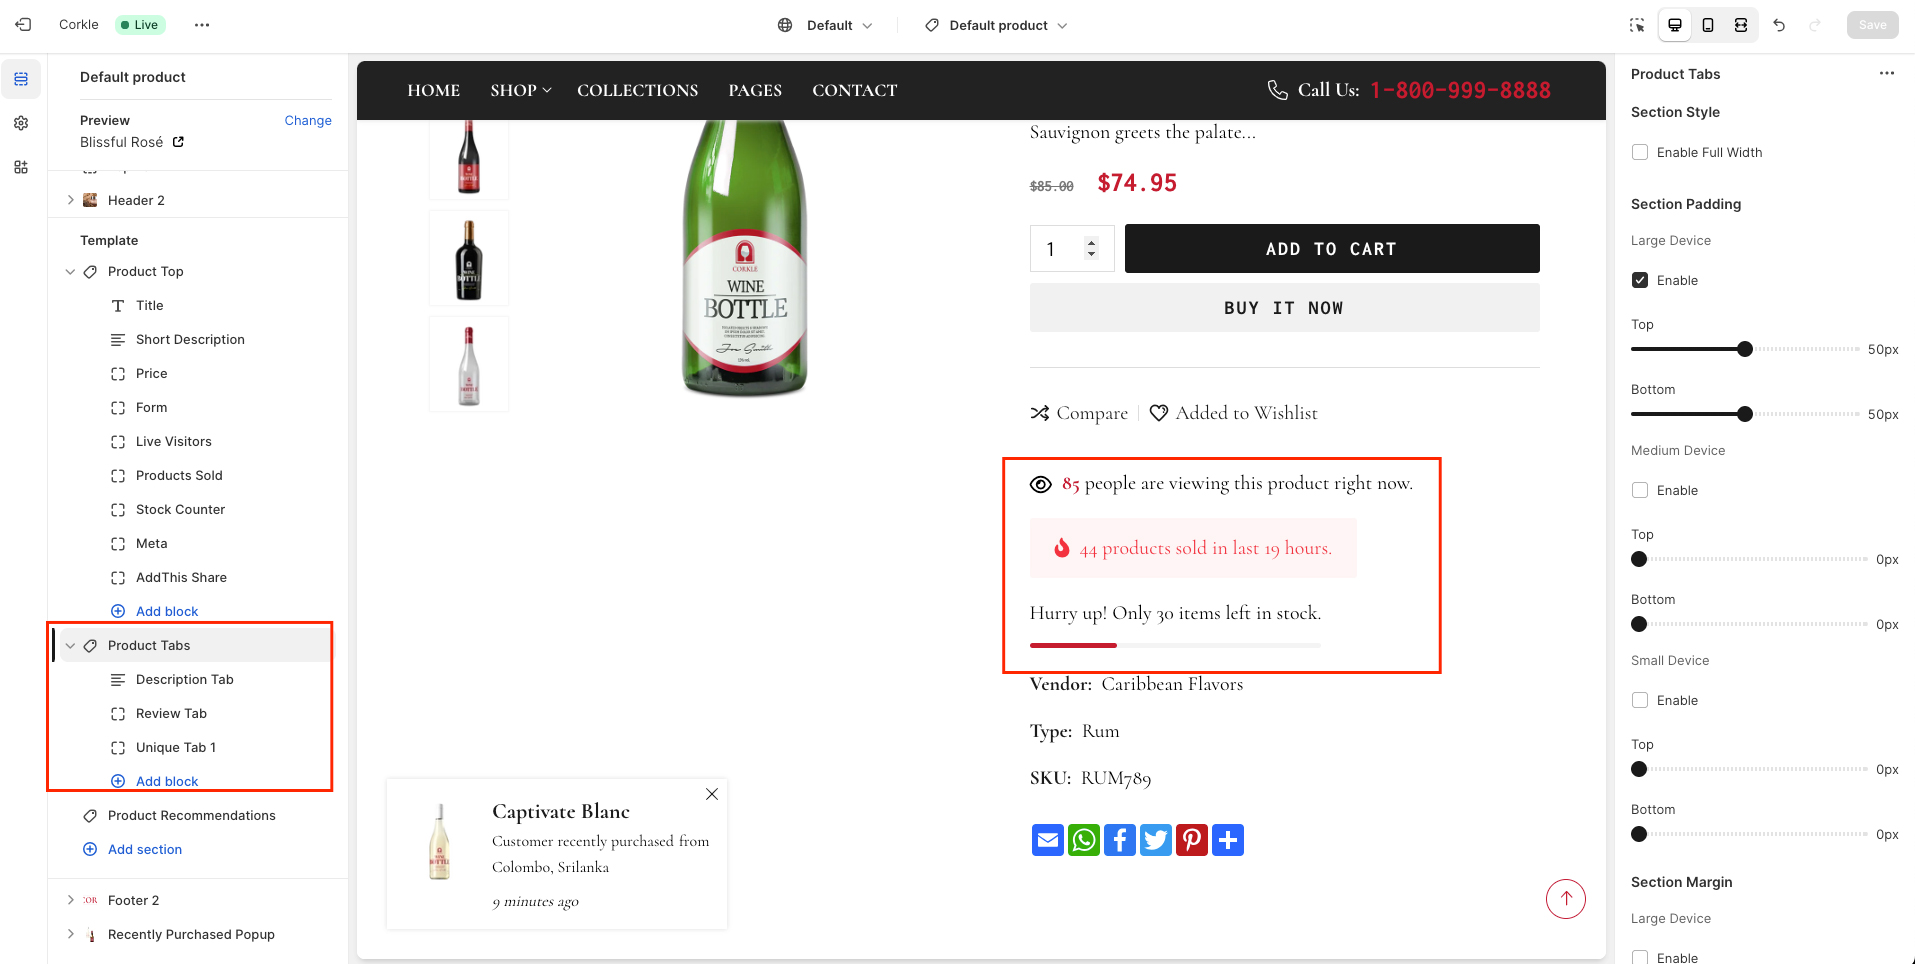 Corkle
Live
Default
Default product
Save
Default product
Preview
Change
Blissful Rosé
Header 2
Template
Product Top
Title
Short Description
Price
Form
Live Visitors
Products Sold
Stock Counter
Meta
AddThis Share
Add block
Product Tabs
Description Tab
Review Tab
Unique Tab 1
Add block
Product Recommendations
Add section
Footer 2
Recently Purchased Popup
HOME
SHOP
COLLECTIONS
PAGES
CONTACT
Call Us: 1-800-999-8888
CORKLE
WINE
BOTTLE
WINE
BOTTLE
Sauvignon greets the palate...
$85.00 $74.95
1
ADD TO CART
BUY IT NOW
Compare
Added to Wishlist
85 people are viewing this product right now.
44 products sold in last 19 hours.
Hurry up! Only 30 items left in stock.
Vendor: Caribbean Flavors
Type: Rum
SKU: RUM789
Captivate Blanc
Customer recently purchased from
Colombo, Srilanka
9 minutes ago
Product Tabs
Section Style
Enable Full Width
Section Padding
Large Device
Enable
Top
50px
Bottom
50px
Medium Device
Enable
Top
0px
Bottom
0px
Small Device
Enable
Top
0px
Bottom
0px
Section Margin
Large Device
Enable